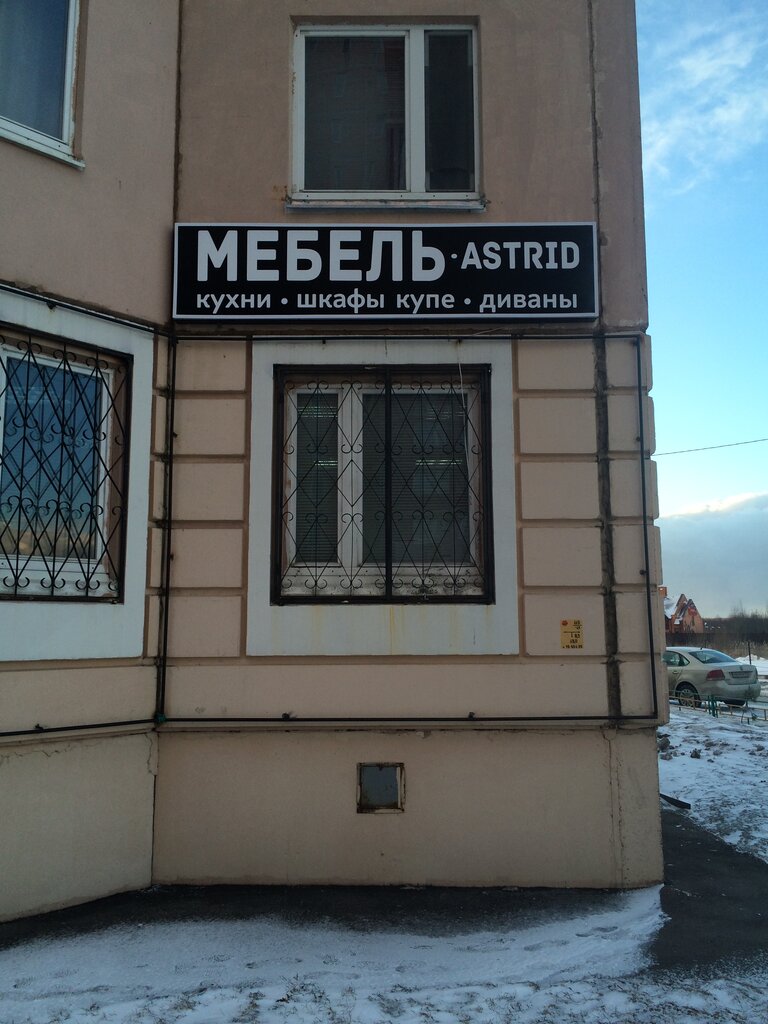 МЕБЕЛЬ · ASTRID
кухни • шкафы купе • диваны